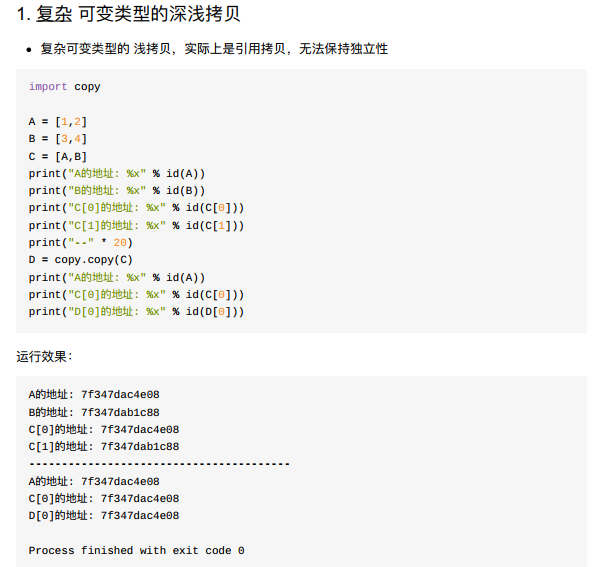 1. 复杂 可变类型的深浅拷贝
• 复杂可变类型的 浅拷贝，实际上是引用拷贝，无法保持独立性
import copy
A = [1,2]
B = [3,4]
C = [A,B]
print("A的地址: %x" % id(A))
print("B的地址: %x" % id(B))
print("C[0]的地址: %x" % id(C[0]))
print("C[1]的地址: %x" % id(C[1]))
print("--" * 20)
D = copy.copy(C)
print("A的地址: %x" % id(A))
print("C[0]的地址: %x" % id(C[0]))
print("D[0]的地址: %x" % id(D[0]))
运行效果：
A的地址: 7f347dac4e08
B的地址: 7f347dab1c88
C[0]的地址: 7f347dac4e08
C[1]的地址: 7f347dab1c88
----------------------------------------
A的地址: 7f347dac4e08
C[0]的地址: 7f347dac4e08
D[0]的地址: 7f347dac4e08
Process finished with exit code 0